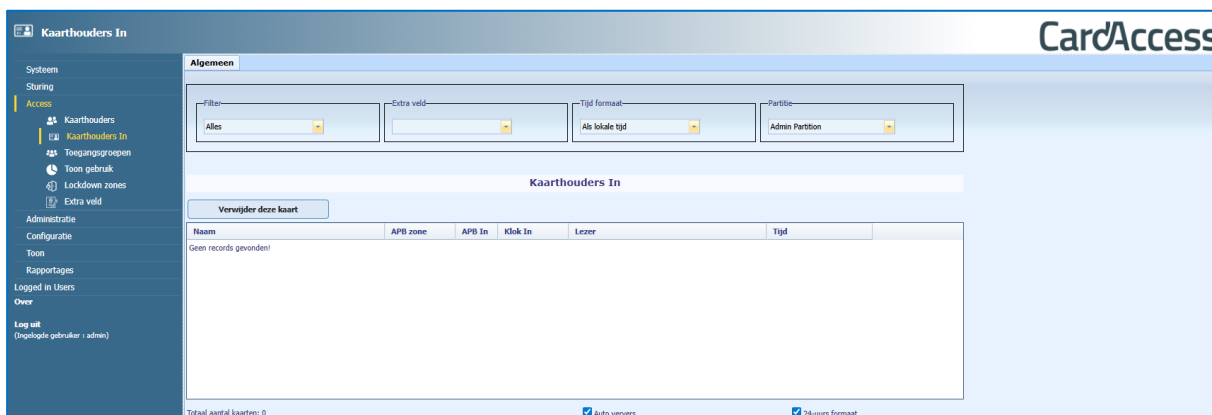 Kaarthouders In
CardAccess
Systeem
Sturing
Access
Kaarthouders
Kaarthouders In
Toegangsgroepen
Toon gebruik
Lockdown zones
Extra veld
Administratie
Configuratie
Toon
Rapportages
Logged in Users
Over
Log uit
(Ingelogde gebruiker : admin)
Algemeen
Filter Extra veld Tijd formaat Partitie
Alles Als lokale tijd Admin Partition
Kaarthouders In
Verwijder deze kaart
Naam APB zone APB In Klok In Lezer Tijd
Geen records gevonden!
Totaal aantal kaarten: 0 Auto ververs 24-uurs formaat